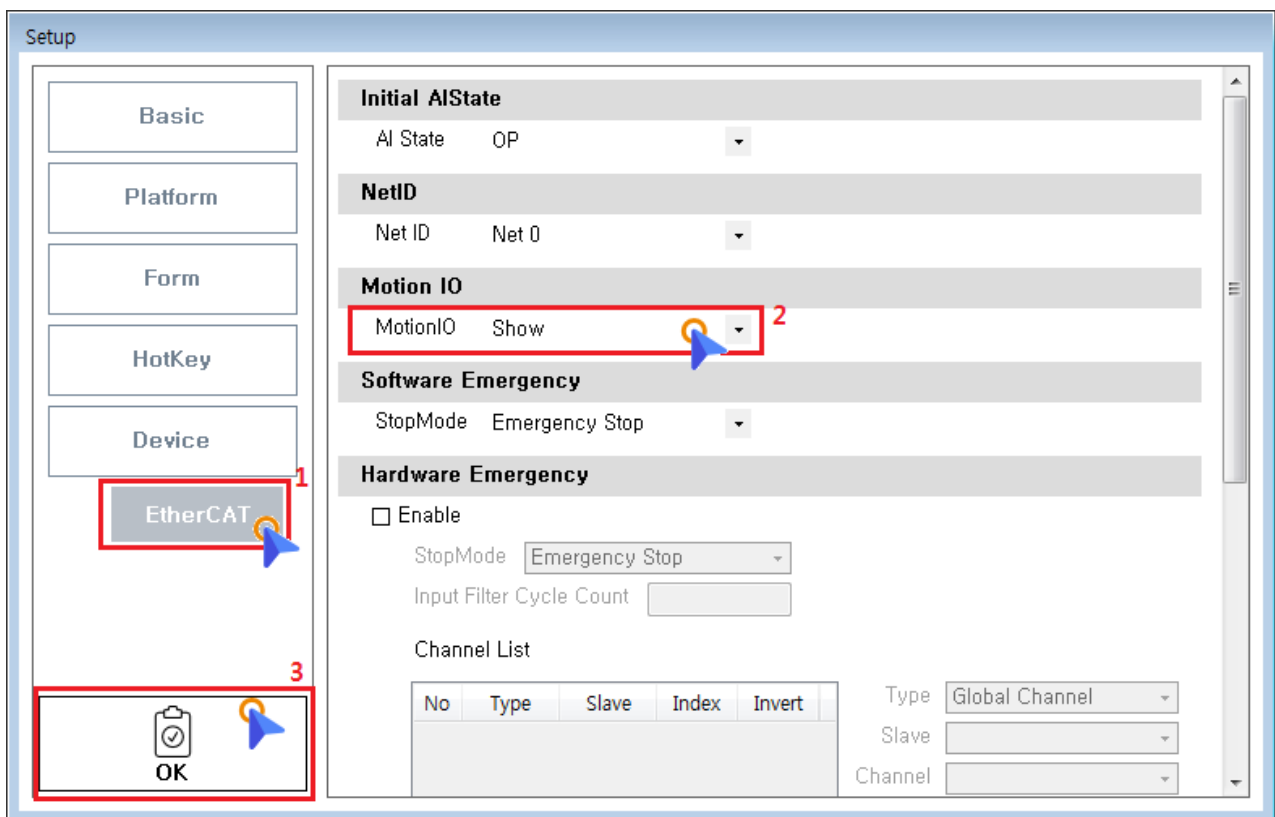 Setup
Basic
Platform
Form
HotKey
Device
1
EtherCAT
3
OK
Initial AlState
Al State OP
NetID
Net ID Net 0
Motion IO
MotionIO Show 2
Software Emergency
StopMode Emergency Stop
Hardware Emergency
Enable
StopMode Emergency Stop
Input Filter Cycle Count
Channel List
No Type Slave Index Invert
Type Global Channel
Slave
Channel